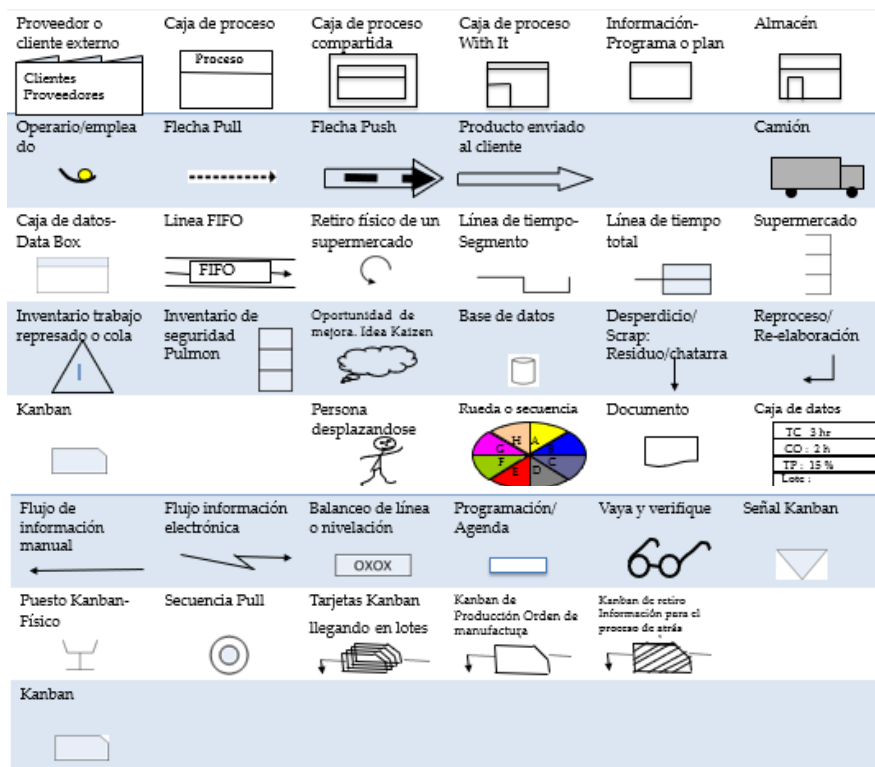 Proveedor o
cliente externo
Clientes
Proveedores
Caja de proceso
Proceso
Caja de proceso
compartida
Caja de proceso
With It
Información-
Programa o plan
Almacén
Operario/emplea
do
Flecha Pull
Flecha Push
Producto enviado
al cliente
Camión
Caja de datos-
Data Box
Linea FIFO
FIFO
Retiro físico de un
supermercado
Línea de tiempo-
Segmento
Línea de tiempo
total
Supermercado
Inventario trabajo
represado o cola
I
Inventario de
seguridad
Pulmon
Oportunidad de
mejora. Idea Kaizen
Base de datos
Desperdicio/
Scrap:
Residuo/chatarra
Reproceso/
Re-elaboración
Kanban
Persona
desplazandose
Rueda o secuencia
H A
G B
F C
E D
Documento
Caja de datos
TC 3 hr
CO : 2 h
TP : 15 %
Lote :
Flujo de
información
manual
Flujo información
electrónica
Balanceo de línea
o nivelación
OXOX
Programación/
Agenda
Vaya y verifique
Señal Kanban
Puesto Kanban-
Físico
Secuencia Pull
Tarjetas Kanban
llegando en lotes
Kanban de
Producción Orden de
manufactura
Kanban de retiro
Información para el
proceso de atrás
Kanban